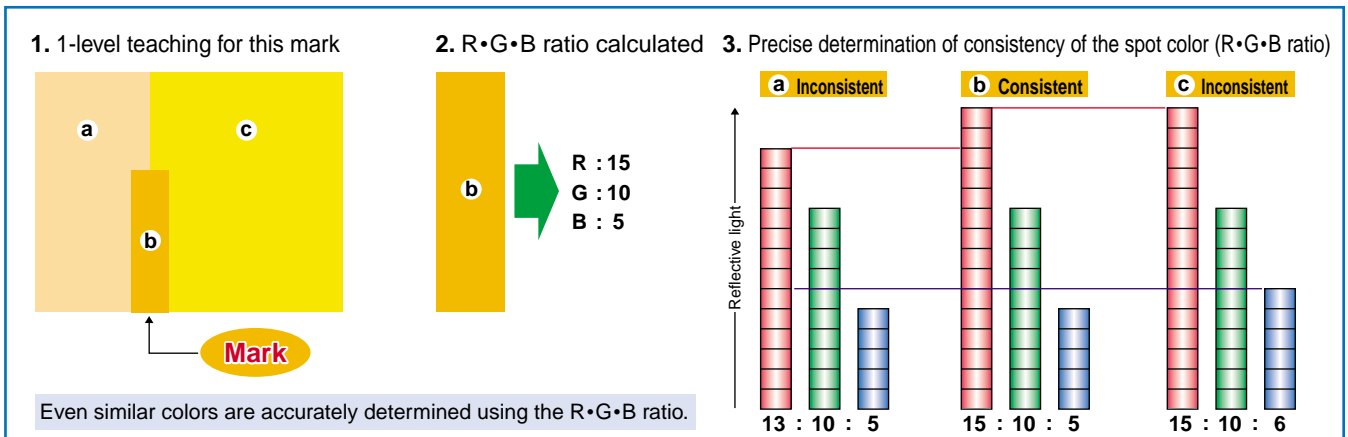 1. 1-level teaching for this mark
a
c
b
Mark
Even similar colors are accurately determined using the R•G•B ratio.
2. R•G•B ratio calculated
b
R : 15
G : 10
B : 5
3. Precise determination of consistency of the spot color (R•G•B ratio)
a Inconsistent
b Consistent
c Inconsistent
Reflective light
13 : 10 : 5
15 : 10 : 5
15 : 10 : 6